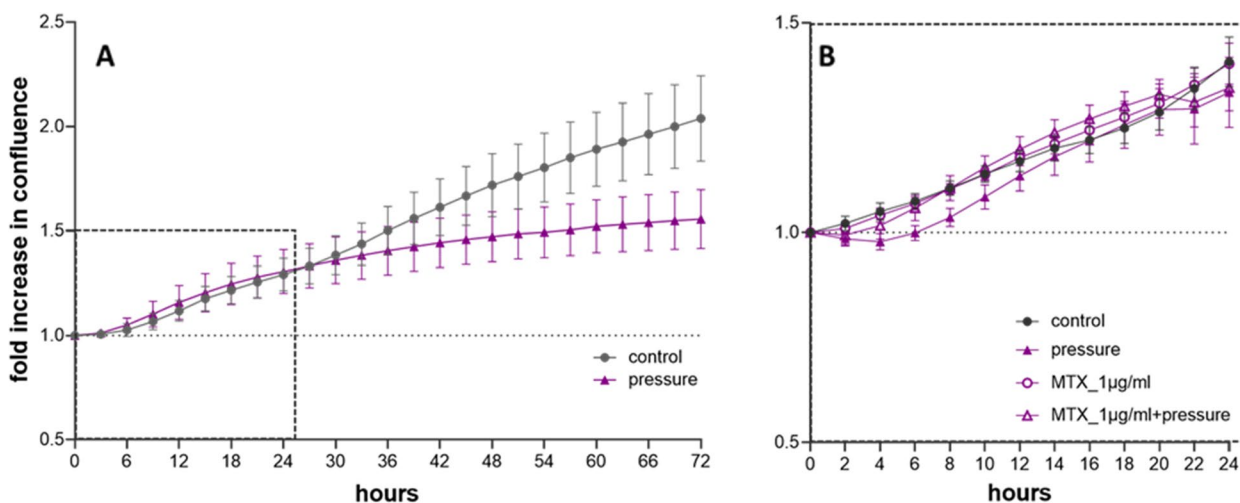 A
fold increase in confluence
2.5
2.0
1.5
1.0
0.5
control
pressure
0 6 12 18 24 30 36 42 48 54 60 66 72
hours
B
1.5
1.0
0.5
control
pressure
MTX_1µg/ml
MTX_1µg/ml+pressure
0 2 4 6 8 10 12 14 16 18 20 22 24
hours